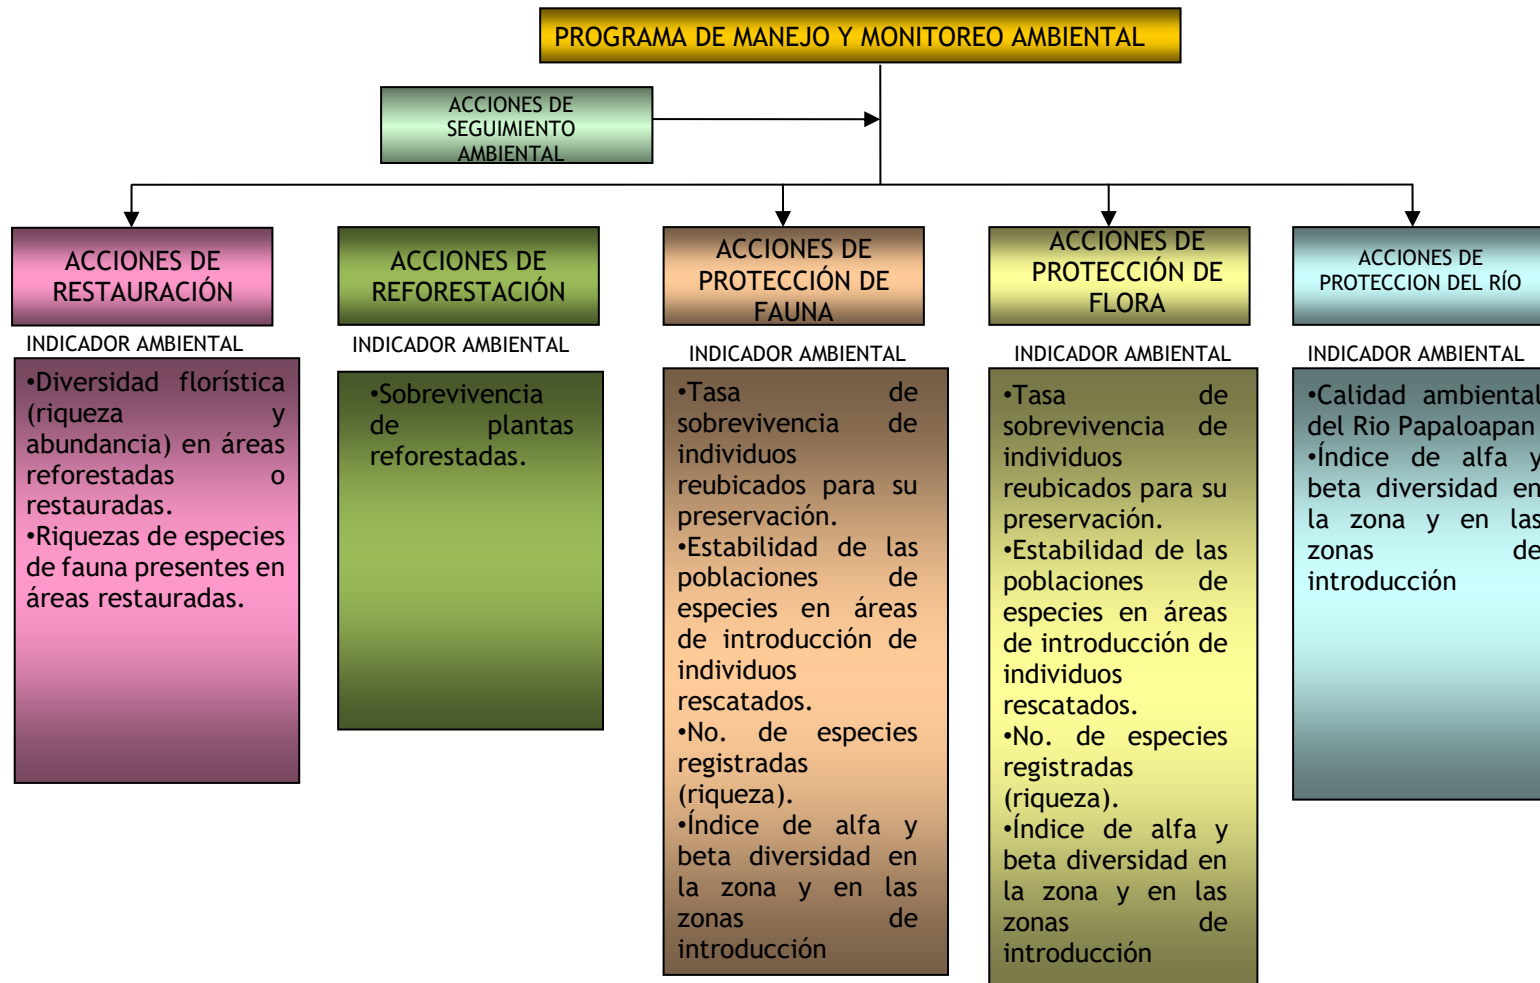 PROGRAMA DE MANEJO Y MONITOREO AMBIENTAL
ACCIONES DE
SEGUIMIENTO
AMBIENTAL
ACCIONES DE
RESTAURACIÓN
INDICADOR AMBIENTAL
•Diversidad florística
(riqueza y
abundancia) en áreas
reforestadas o
restauradas.
•Riquezas de especies
de fauna presentes en
áreas restauradas.
ACCIONES DE
REFORESTACIÓN
INDICADOR AMBIENTAL
•Sobrevivencia
de plantas
reforestadas.
ACCIONES DE
PROTECCIÓN DE
FAUNA
INDICADOR AMBIENTAL
•Tasa de
sobrevivencia de
individuos
reubicados para su
preservación.
•Estabilidad de las
poblaciones de
especies en áreas
de introducción de
individuos
rescatados.
•No. de especies
registradas
(riqueza).
•Índice de alfa y
beta diversidad en
la zona y en las
zonas de
introducción
ACCIONES DE
PROTECCIÓN DE
FLORA
INDICADOR AMBIENTAL
•Tasa de
sobrevivencia de
individuos
reubicados para su
preservación.
•Estabilidad de las
poblaciones de
especies en áreas
de introducción de
individuos
rescatados.
•No. de especies
registradas
(riqueza).
•Índice de alfa y
beta diversidad en
la zona y en las
zonas de
introducción
ACCIONES DE
PROTECCION DEL RÍO
INDICADOR AMBIENTAL
•Calidad ambiental
del Rio Papaloapan
•Índice de alfa y
beta diversidad en
la zona y en las
zonas de
introducción